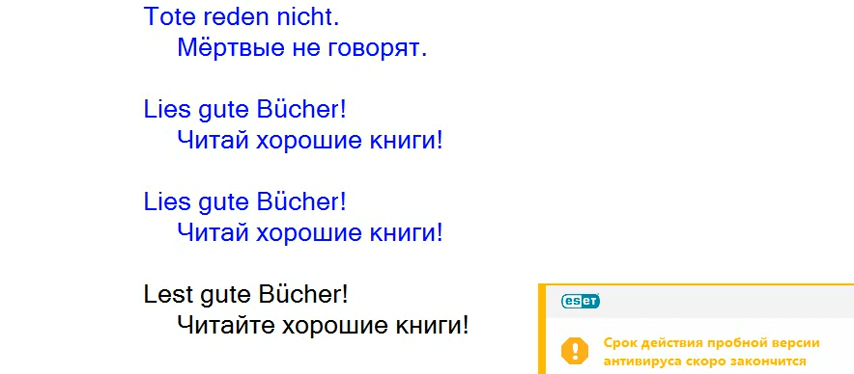 Tote reden nicht.
Мёртвые не говорят.
Lies gute Bücher!
Читай хорошие книги!
Lies gute Bücher!
Читай хорошие книги!
Lest gute Bücher!
Читайте хорошие книги!
eset
Срок действия пробной версии
антивируса скоро закончится